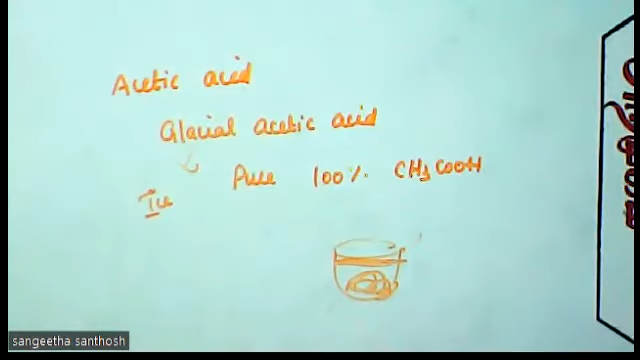 Acetic acid
Glacial acetic acid
Pure 100% CH3COOH
Ice
sangeetha santhosh